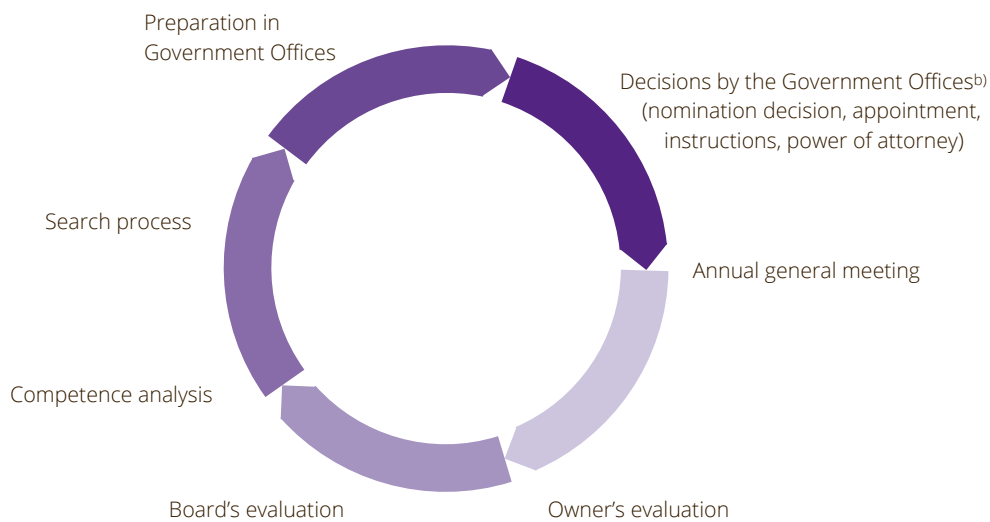 Preparation in
Government Offices
Decisions by the Government Offices b)
(nomination decision, appointment,
instructions, power of attorney)
Search process
Annual general meeting
Competence analysis
Board’s evaluation
Owner’s evaluation